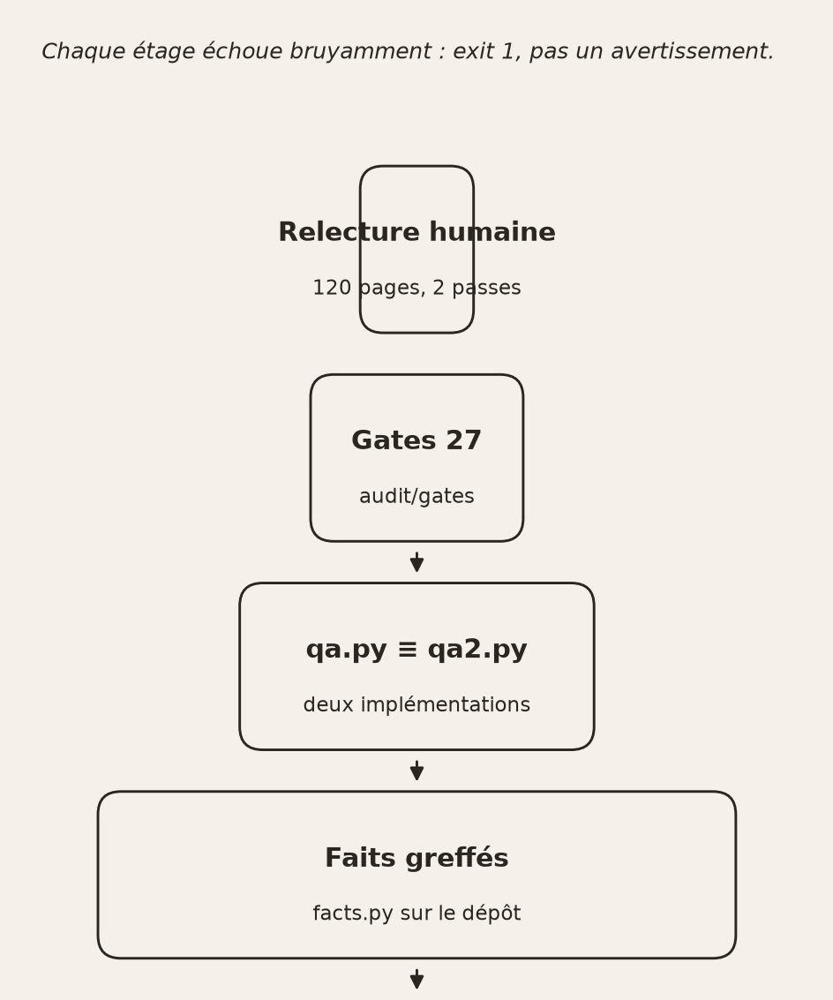 Chaque étage échoue bruyamment : exit 1, pas un avertissement.
Relecture humaine
120 pages, 2 passes
Gates 27
audit/gates
qa.py ≡ qa2.py
deux implémentations
Faits greffés
facts.py sur le dépôt